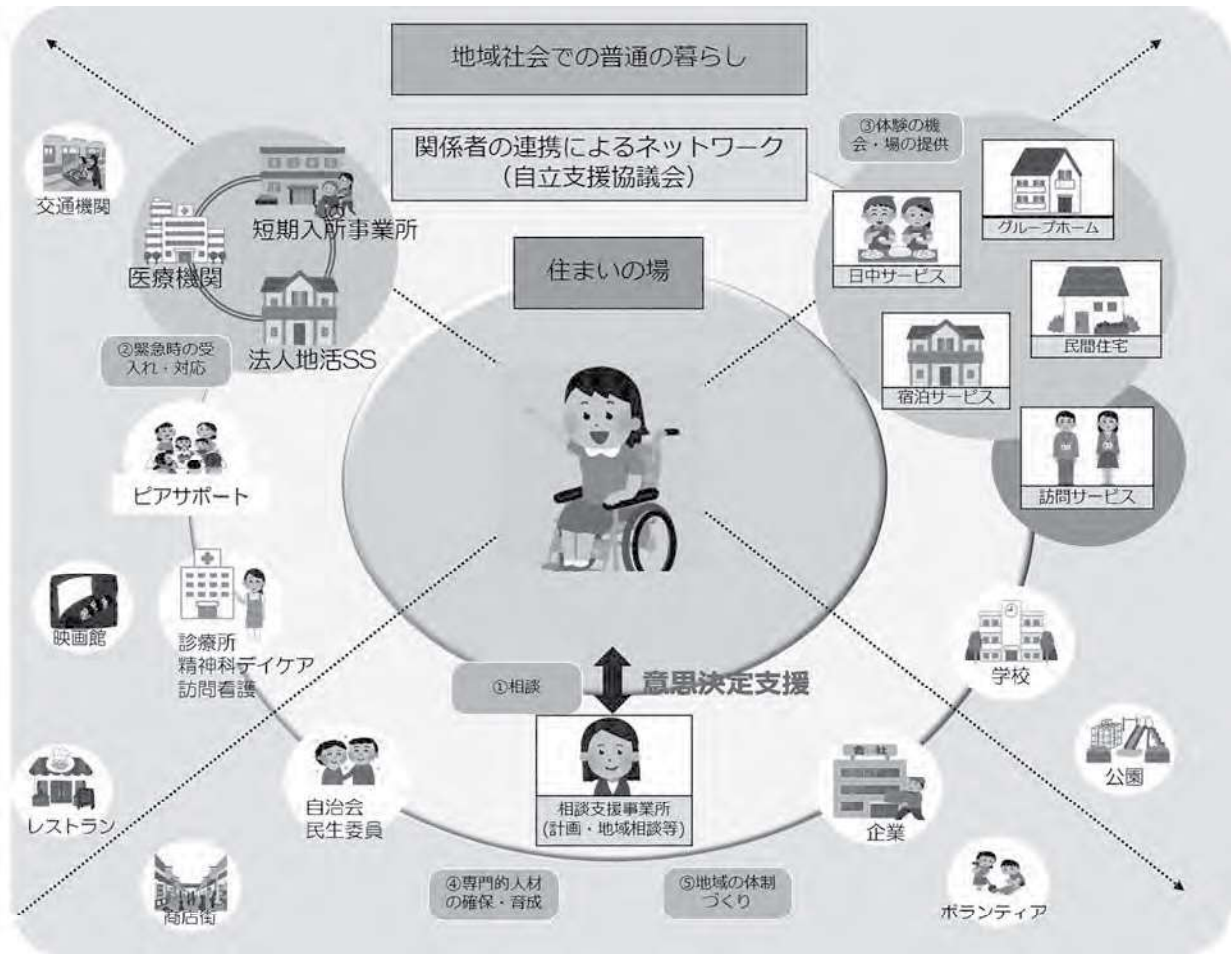 地域社会での普通の暮らし
関係者の連携によるネットワーク
（自立支援協議会）
住まいの場
交通機関
短期入所事業所
医療機関
法人地活SS
②緊急時の受
入れ・対応
③体験の機
会・場の提供
グループホーム
日中サービス
民間住宅
宿泊サービス
訪問サービス
ピアサポート
映画館
診療所
精神科デイケア
訪問看護
①相談
意思決定支援
学校
公園
レストラン
自治会
民生委員
相談支援事業所
(計画・地域相談等)
会社
企業
商店街
④専門的人材
の確保・育成
⑤地域の体制
づくり
ボランティア